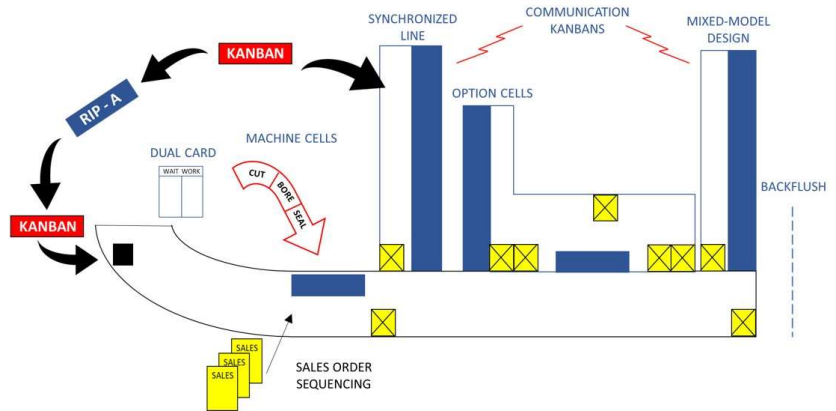 SYNCHRONIZED
LINE
COMMUNICATION
KANBANS
MIXED-MODEL
DESIGN
KANBAN
RIP - A
OPTION CELLS
MACHINE CELLS
DUAL CARD
WAIT WORK
CUT
BORE
SEAL
BACKFLUSH
KANBAN
SALES
SALES
SALES
SALES ORDER
SEQUENCING